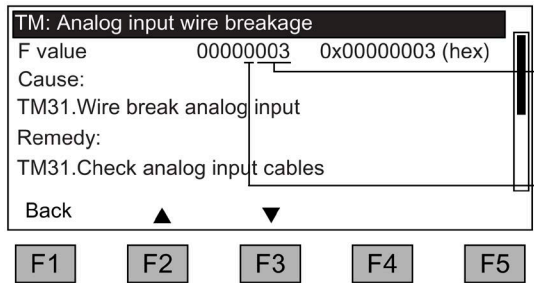 TM: Analog input wire breakage
F value 00000003 0x00000003 (hex)
Cause:
TM31.Wire break analog input
Remedy:
TM31.Check analog input cables
Back
F1 F2 F3 F4 F5